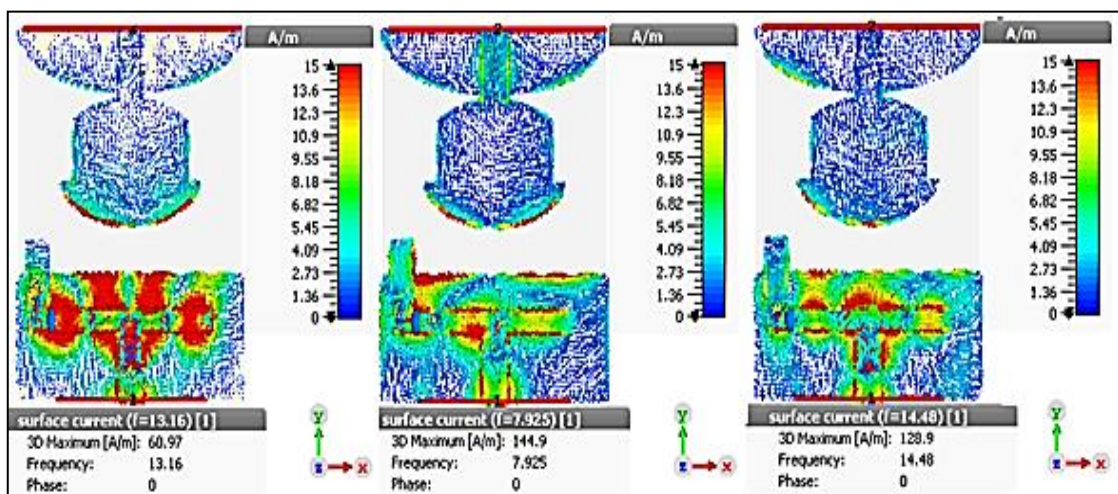 A/m
15
13.6
12.3
10.9
9.55
8.18
6.82
5.45
4.09
2.73
1.36
0
surface current (f=13.16) [1]
3D Maximum [A/m]: 60.97
Frequency: 13.16
Phase: 0
y
z x
A/m
15
13.6
12.3
10.9
9.55
8.18
6.82
5.45
4.09
2.73
1.36
0
surface current (f=7.925) [1]
3D Maximum [A/m]: 144.9
Frequency: 7.925
Phase: 0
y
z x
A/m
15
13.6
12.3
10.9
9.55
8.18
6.82
5.45
4.09
2.73
1.36
0
surface current (f=14.48) [1]
3D Maximum [A/m]: 128.9
Frequency: 14.48
Phase: 0
y
z x